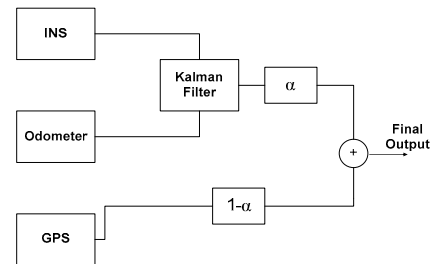 INS
Kalman
Filter
α
Odometer
Final
Output
+
1-α
GPS